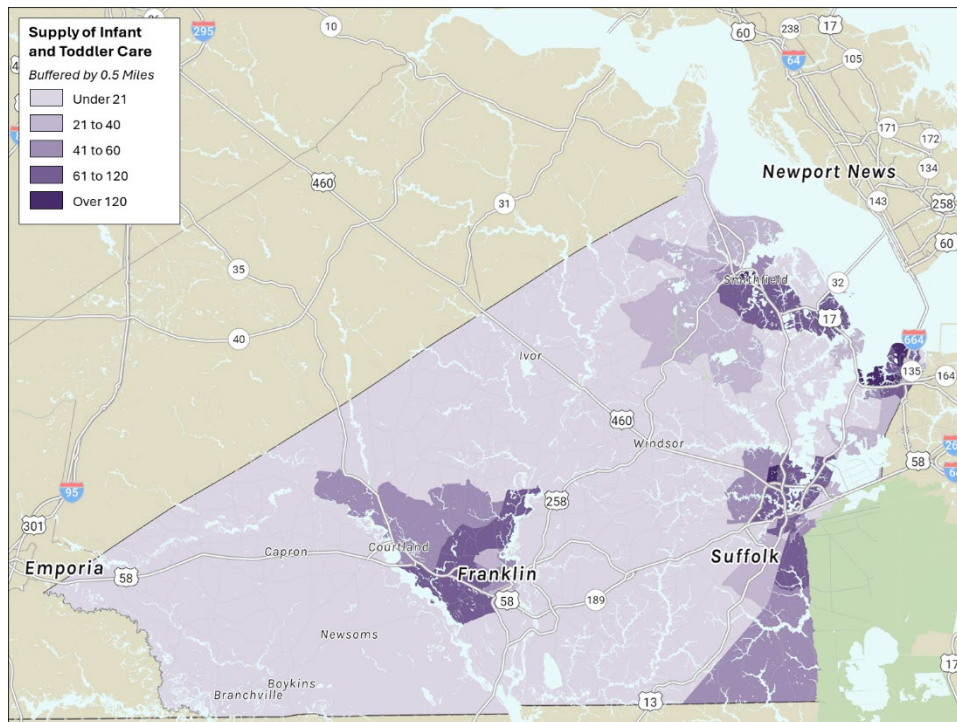 Supply of Infant
and Toddler Care
Buffered by 0.5 Miles
Under 21
21 to 40
41 to 60
61 to 120
Over 120
295
10
60
17
238
64
105
171
172
134
Newport News
143
258
60
460
31
35
40
Smithfield
32
17
664
135
164
Ivor
460
Windsor
58
95
301
258
Courtland
Capron
Emporia
58
Franklin
Suffolk
58
189
Newsoms
Boykins
Branchville
13
17